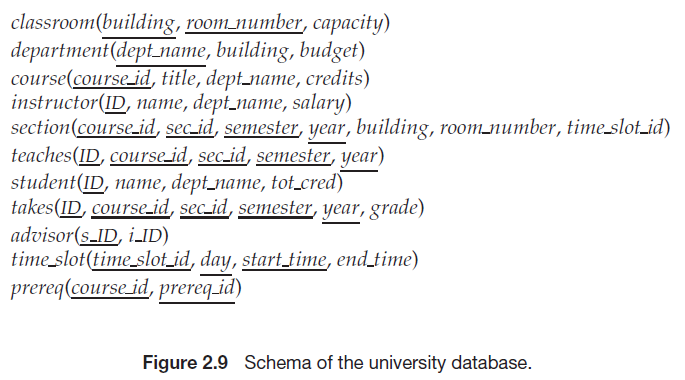 classroom(building, room_number, capacity)
department(dept_name, building, budget)
course(course_id, title, dept_name, credits)
instructor(ID, name, dept_name, salary)
section(course_id, sec_id, semester, year, building, room_number, time_slot_id)
teaches(ID, course_id, sec_id, semester, year)
student(ID, name, dept_name, tot_cred)
takes(ID, course_id, sec_id, semester, year, grade)
advisor(s_ID, i_ID)
time_slot(time_slot_id, day, start_time, end_time)
prereq(course_id, prereq_id)
Figure 2.9 Schema of the university database.